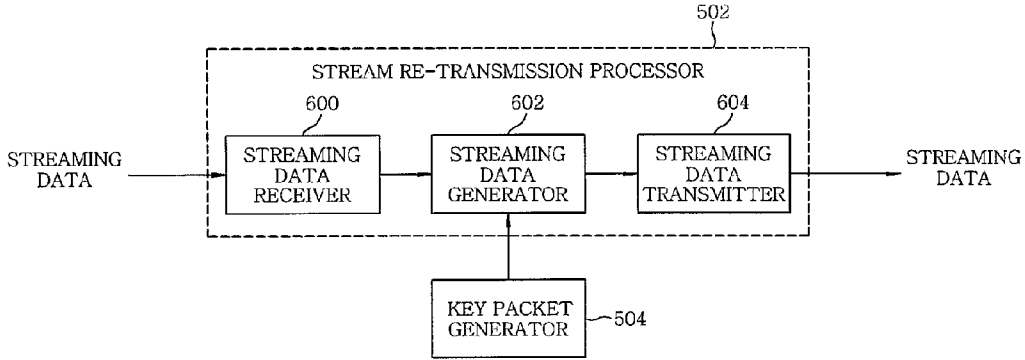 502
STREAM RE-TRANSMISSION PROCESSOR
600
602
604
STREAMING
DATA
STREAMING
DATA
RECEIVER
STREAMING
DATA
GENERATOR
STREAMING
DATA
TRANSMITTER
STREAMING
DATA
KEY PACKET
GENERATOR
504